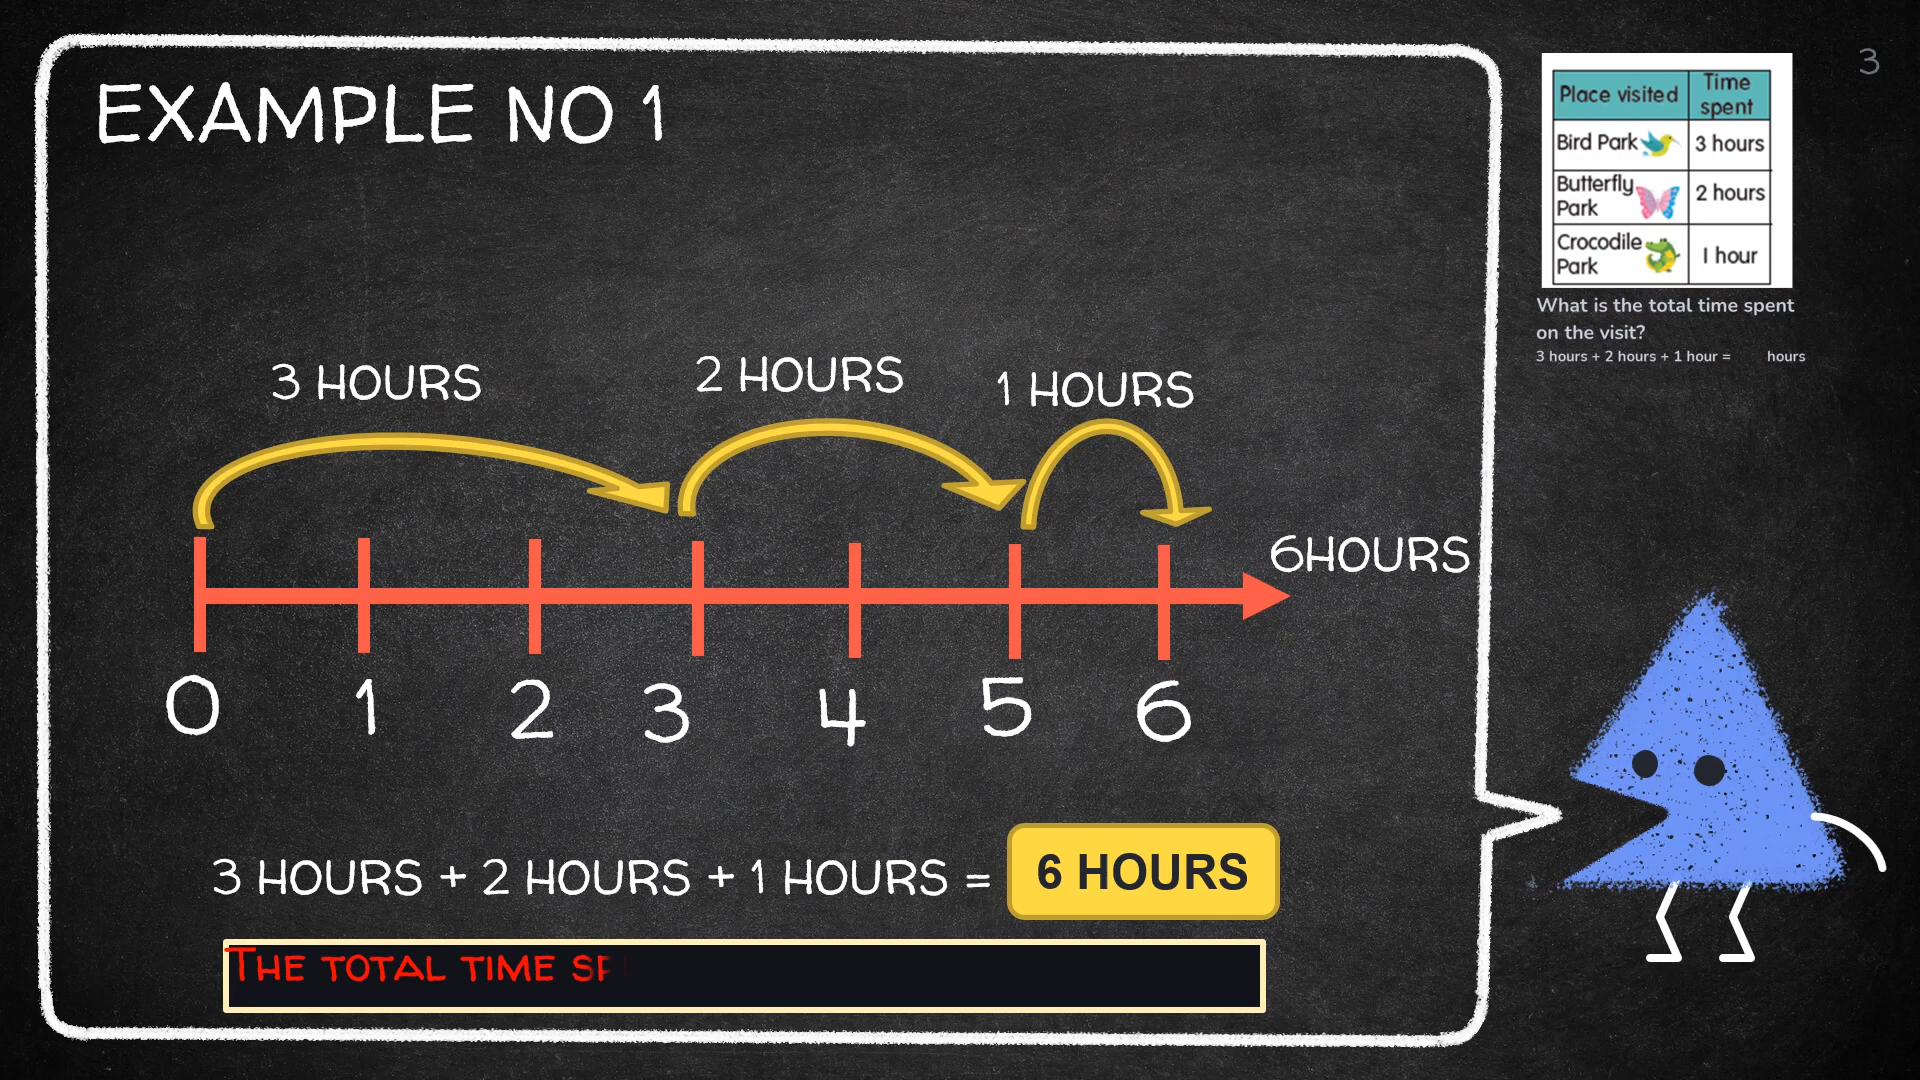 EXAMPLE NO 1
3
Place visited
Time spent
Bird Park
3 hours
Butterfly Park
2 hours
Crocodile Park
1 hour
What is the total time spent
on the visit?
3 hours + 2 hours + 1 hour = hours
3 HOURS
2 HOURS
1 HOURS
6HOURS
0 1 2 3 4 5 6
3 HOURS + 2 HOURS + 1 HOURS = 6 HOURS
THE TOTAL TIME